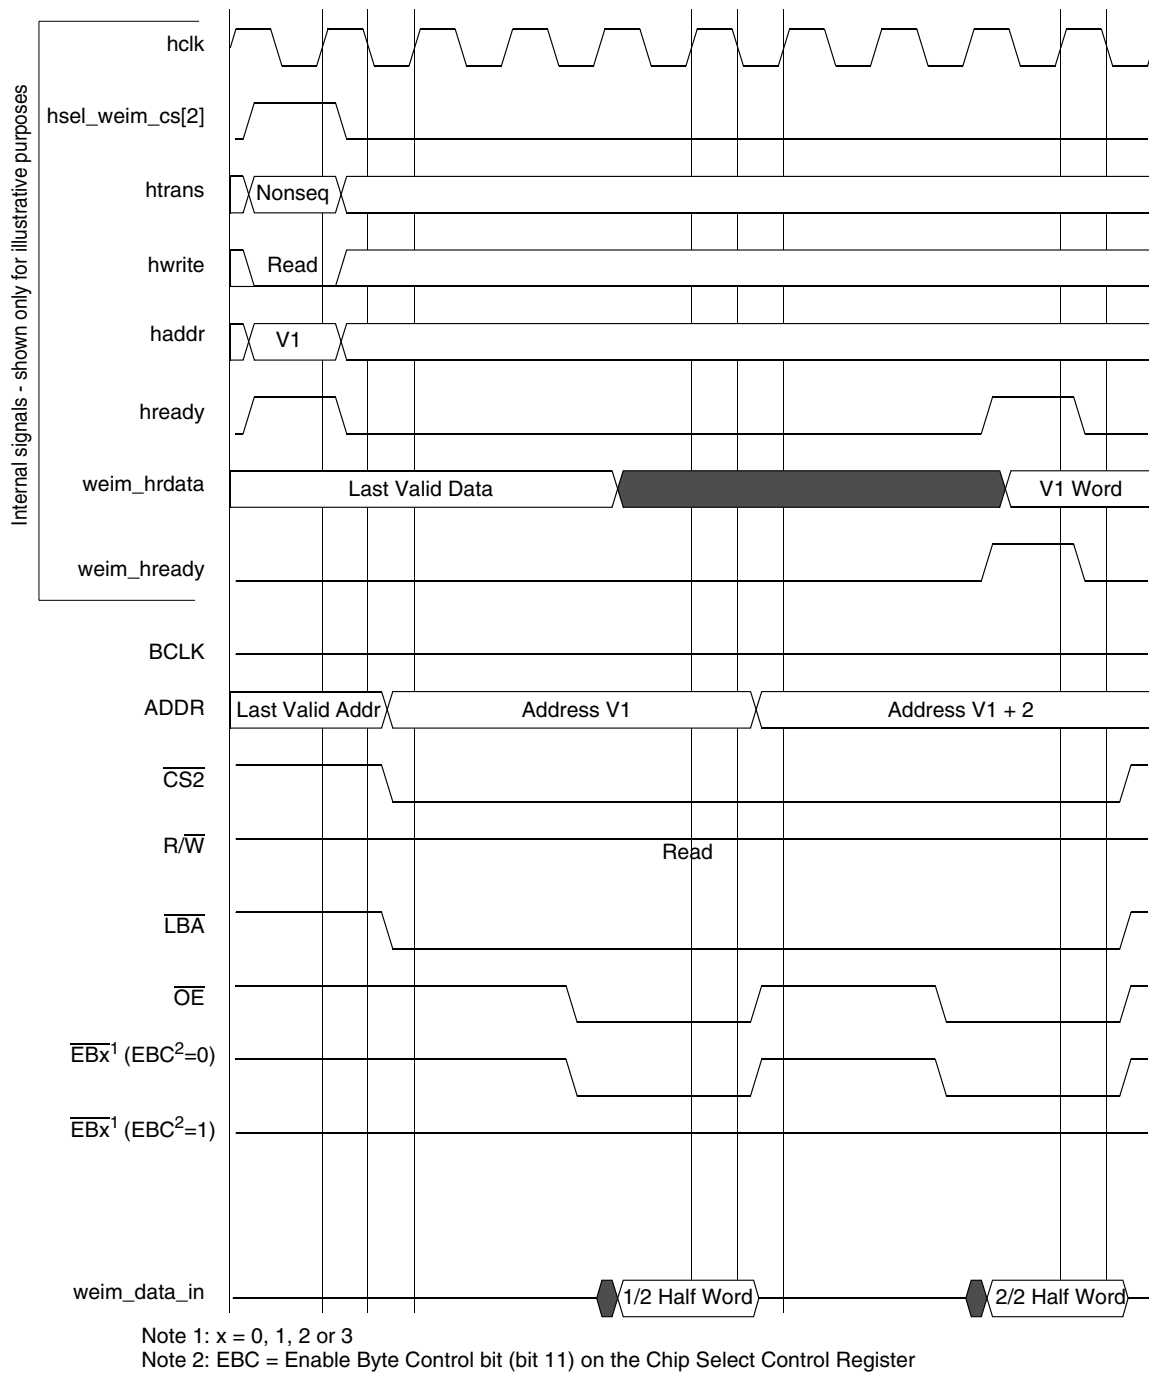 Internal signals - shown only for illustrative purposes
hclk
hsel_weim_cs[2]
htrans Nonseq
hwrite Read
haddr V1
hready
weim_hrdata Last Valid Data V1 Word
weim_hready
BCLK
ADDR Last Valid Addr Address V1 Address V1 + 2
CS2
R/W
Read
LBA
OE
EBx1 (EBC2=0)
EBx1 (EBC2=1)
weim_data_in 1/2 Half Word 2/2 Half Word
Note 1: x = 0, 1, 2 or 3
Note 2: EBC = Enable Byte Control bit (bit 11) on the Chip Select Control Register